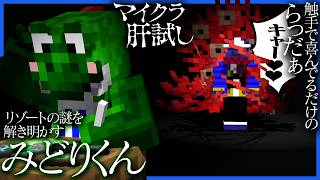 マイクラ
肝試し
触手で喜んでるだけの
らっだぁ
キャー
リゾートの謎を
解き明かす
みどりくん